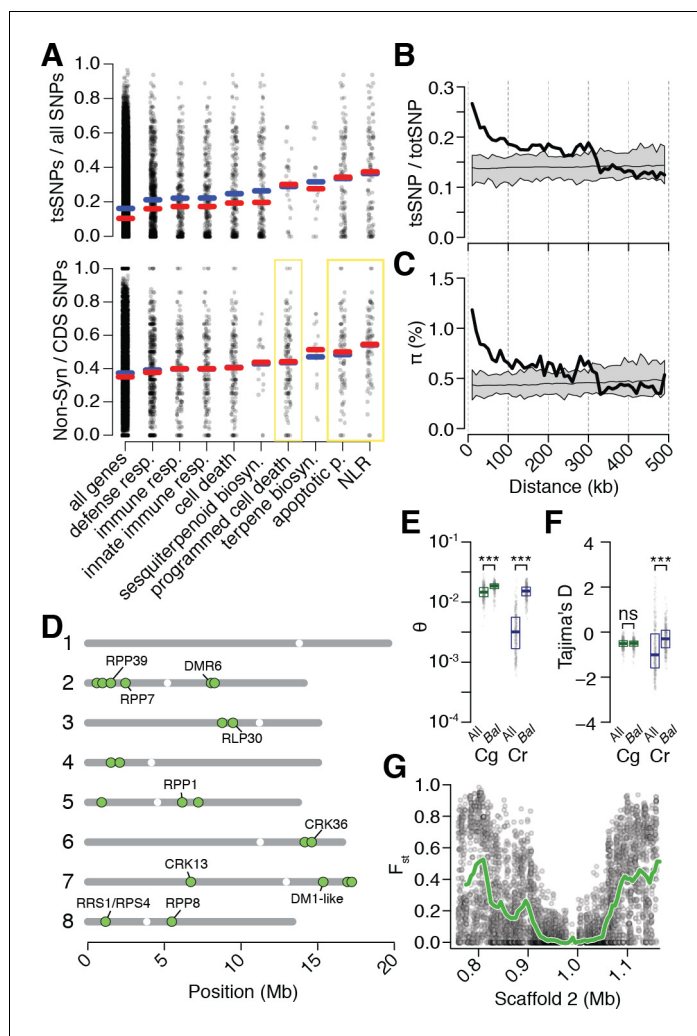 A
tsSNPs / all SNPs
1.0
0.8
0.6
0.4
0.2
0.0
Non-Syn / CDS SNPs
1.0
0.8
0.6
0.4
0.2
0.0
all genes
defense resp.
immune resp.
innate immune resp.
cell death
sesquiterpenoid biosyn.
programmed cell death
terpene biosyn.
apoptotic p.
NLR
B
tsSNP / totSNP
0.3
0.2
0.1
0.0
C
π (%)
1.5
1.0
0.5
0.0
0
100
200
300
400
500
Distance (kb)
D
1
2
RPP39
RPP7
DMR6
3
RLP30
4
5
RPP1
6
CRK36
7
CRK13
DM1-like
8
RRS1/RPS4
RPP8
0
5
10
15
20
Position (Mb)
E
θ
10-1
10-2
10-3
10-4
***
***
All
Bal
All
Bal
Cg
Cr
F
Tajima's D
4
2
0
−2
−4
ns
***
All
Bal
All
Bal
Cg
Cr
G
Fst
1.0
0.8
0.6
0.4
0.2
0.0
0.8
0.9
1.0
1.1
Scaffold 2 (Mb)